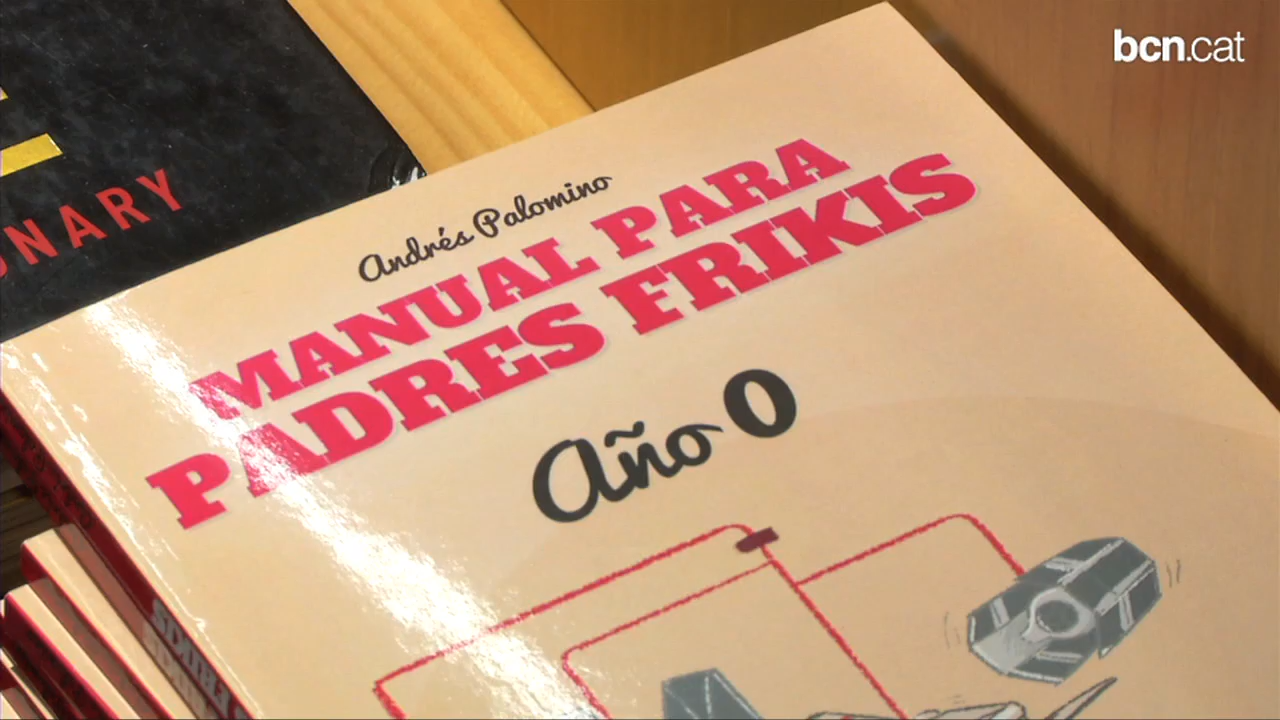 bcn.cat
NARY
Andrés Palomino
MANUAL PARA
PADRES FRIKIS
Año 0